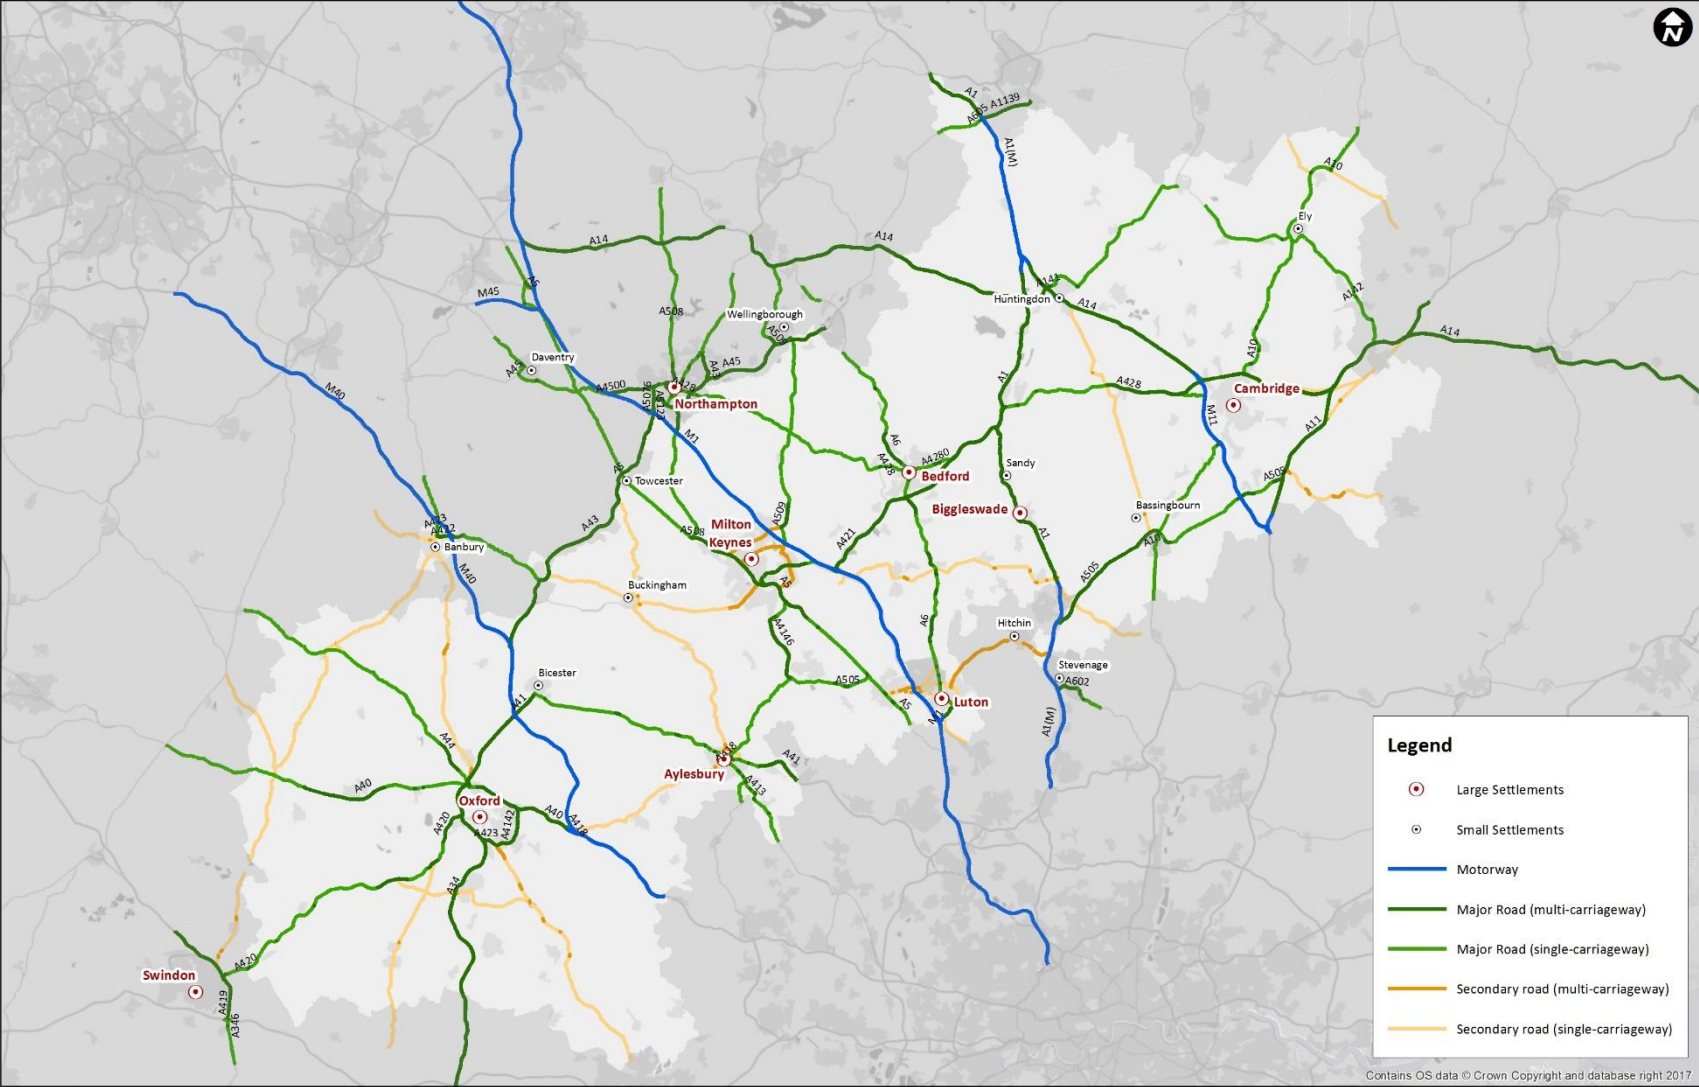 N
A1
A605
A1139
A1(M)
A10
Ely
A14
A14
A5
M45
A141
Huntingdon
A14
A142
A508
Wellingborough
A509
A14
Daventry
A45
A43
A45
A10
M40
A4500
A5076
A428
A5123
Northampton
A1
A428
Cambridge
M11
A11
M1
A6
A428
A4280
Bedford
Sandy
A505
A5
Towcester
Biggleswade
Bassingbourn
A423
A422
Banbury
A43
A508
Milton
Keynes
A509
A421
A1
A10
M40
Buckingham
A5
A505
A4146
A6
Hitchin
Bicester
A41
A505
A5
Luton
M1
Stevenage
A602
A1(M)
A44
A418
Aylesbury
A41
A413
A40
Oxford
A420
A423
A4142
A40
A418
A34
Swindon
A420
A419
A346
Legend
Large Settlements
Small Settlements
Motorway
Major Road (multi-carriageway)
Major Road (single-carriageway)
Secondary road (multi-carriageway)
Secondary road (single-carriageway)
Contains OS data © Crown Copyright and database right 2017